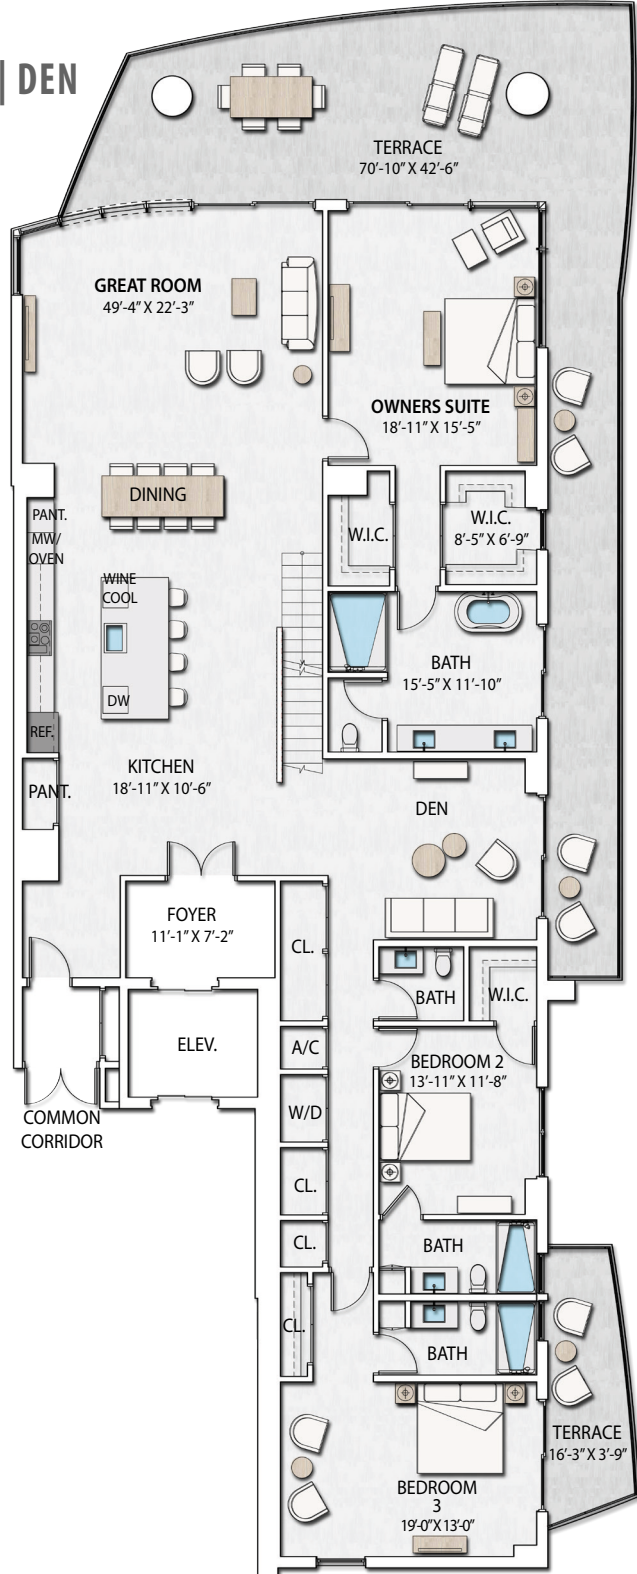 | DEN
TERRACE
70'-10" X 42'-6"
GREAT ROOM
49'-4" X 22'-3"
OWNERS SUITE
18'-11" X 15'-5"
DINING
PANT.
MW/
OVEN
W.I.C.
W.I.C.
8'-5" X 6'-9"
WINE
COOL
BATH
15'-5" X 11'-10"
DW
REF.
KITCHEN
18'-11" X 10'-6"
PANT.
DEN
FOYER
11'-1" X 7'-2"
CL.
BATH
W.I.C.
ELEV.
A/C
BEDROOM 2
13'-11" X 11'-8"
W/D
COMMON
CORRIDOR
CL.
CL.
BATH
CL.
BATH
TERRACE
16'-3" X 3'-9"
BEDROOM
3
19'-0" X 13'-0"